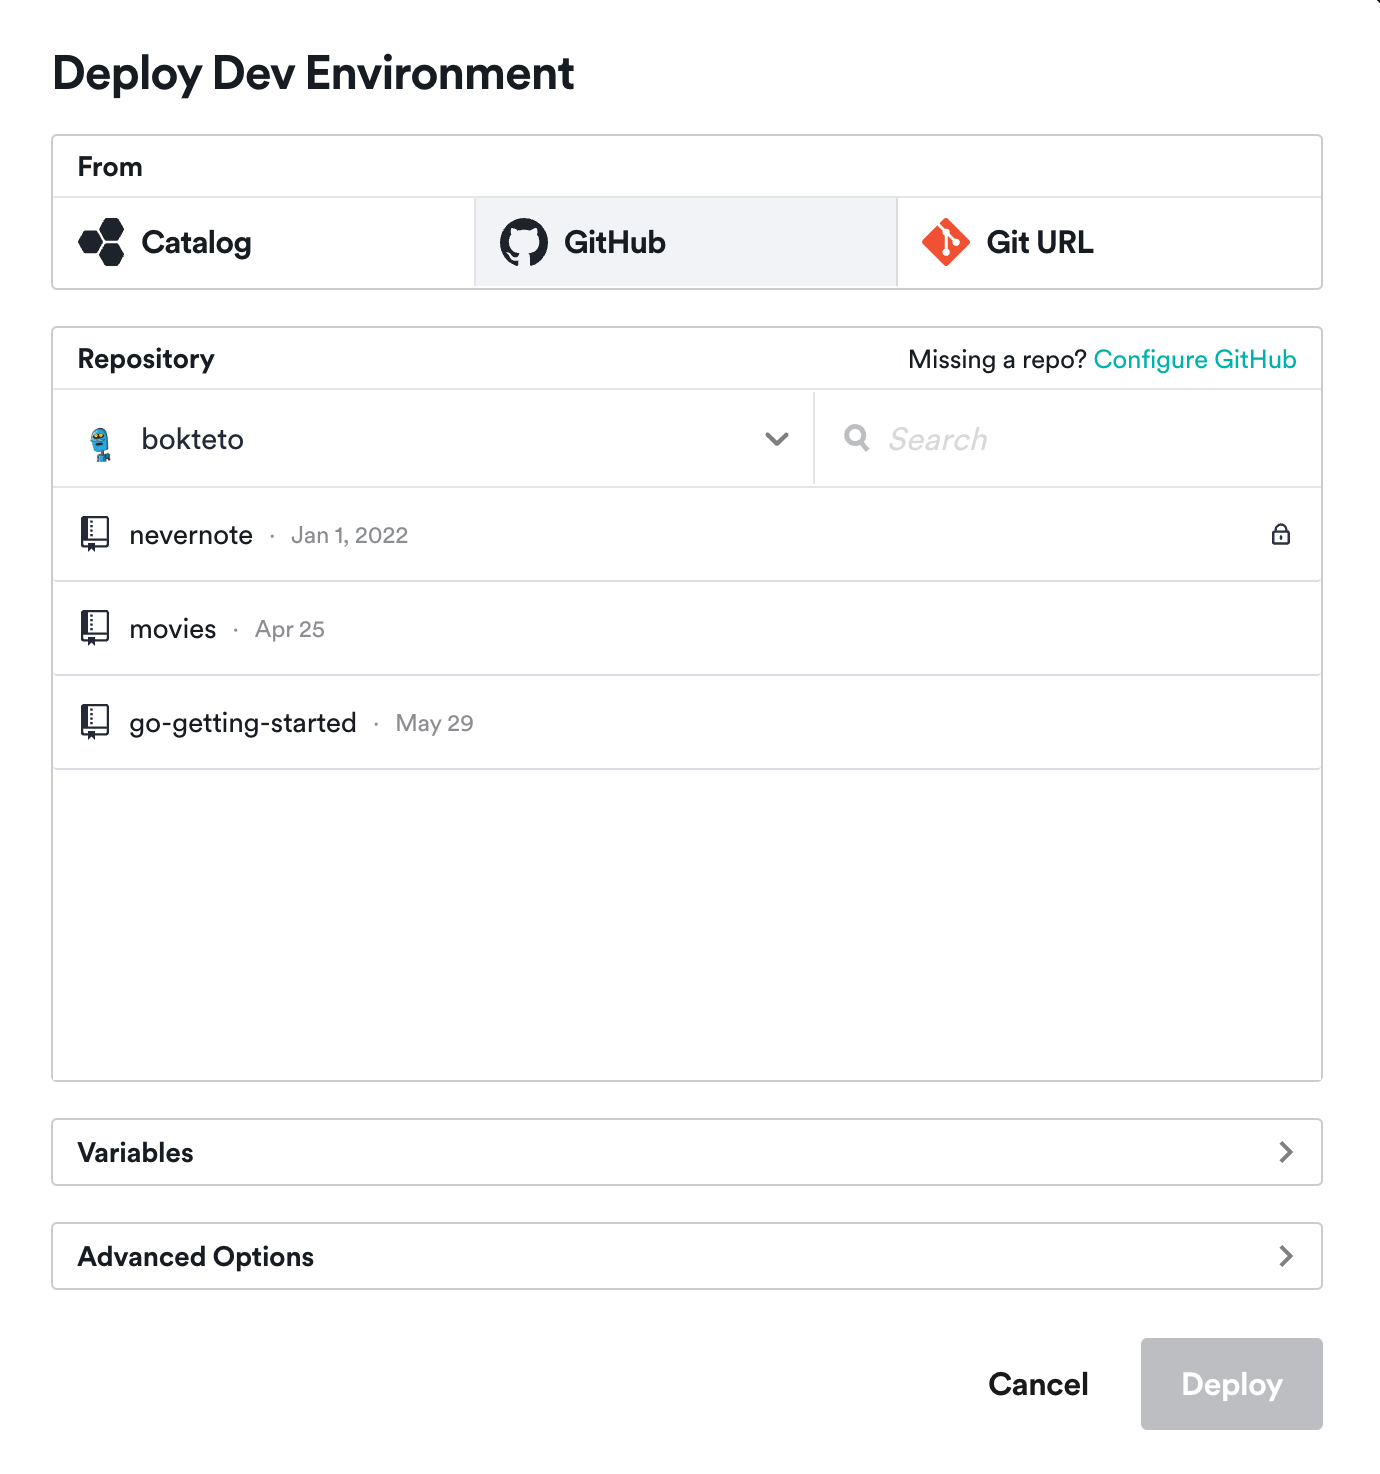 Deploy Dev Environment
From
Catalog
GitHub
Git URL
Repository
Missing a repo? Configure GitHub
bokteto
Search
nevernote · Jan 1, 2022
movies · Apr 25
go-getting-started · May 29
Variables
Advanced Options
Cancel
Deploy